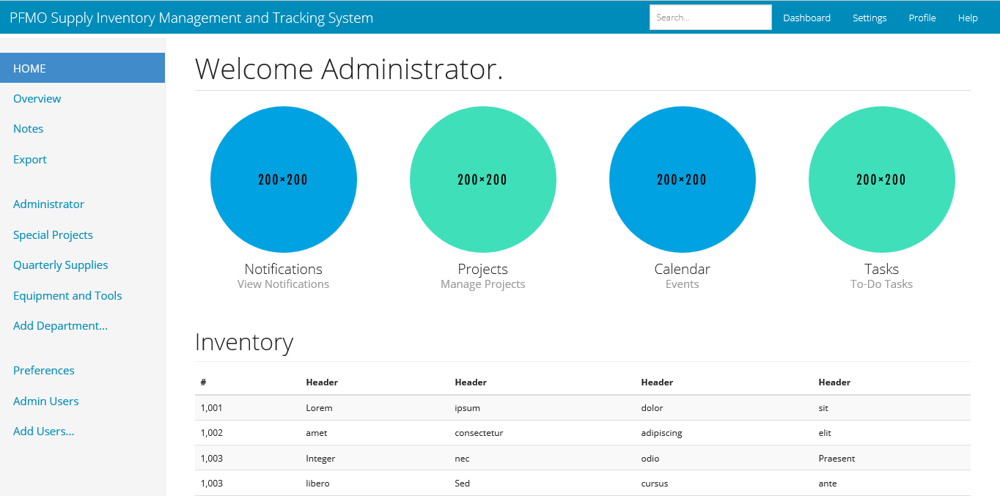 PFMO Supply Inventory Management and Tracking System
Search...
Dashboard
Settings
Profile
Help
HOME
Overview
Notes
Export
Administrator
Special Projects
Quarterly Supplies
Equipment and Tools
Add Department...
Preferences
Admin Users
Add Users...
Welcome Administrator.
200×200
200×200
200×200
200×200
Notifications
View Notifications
Projects
Manage Projects
Calendar
Events
Tasks
To-Do Tasks
Inventory
# Header Header Header Header
1,001 Lorem ipsum dolor sit
1,002 amet consectetur adipiscing elit
1,003 Integer nec odio Praesent
1,003 libero Sed cursus ante